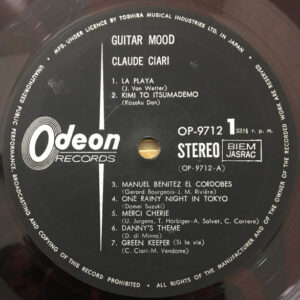 MFD. UNDER LICENCE BY TOSHIBA MUSICAL INDUSTRIES LTD. IN JAPAN.
GUITAR MOOD
CLAUDE CIARI
1. LA PLAYA
(J. Van Wetter)
2. KIMI TO ITSUMADEMO
(Kosaku Dan)
Odeon
RECORDS
OP-9712 1 33⅓ r. p. m.
STEREO BIEM
JASRAC
(OP-9712-A)
3. MANUEL BENITEZ EL CORDOBES
(Gerard Bourgeois-J. M. Rivière)
4. ONE RAINY NIGHT IN TOKYO
(Domei Suzuki)
5. MERCI CHERIE
(U. Jurgens, T. Horbiger-A. Salvet, C. Carrere)
6. DANNY'S THEME
(D. di Minno)
7. GREEN KEEPER (Si la vie)
(C. Ciari-M. Vendome)
UNAUTHORIZED PUBLIC PERFORMANCE, BROADCASTING AND COPYING OF THIS RECORD PROHIBITED • ALL RIGHTS OF THE MANUFACTURER AND OF THE OWNER OF THE RECORDED WORK ARE RESERVED